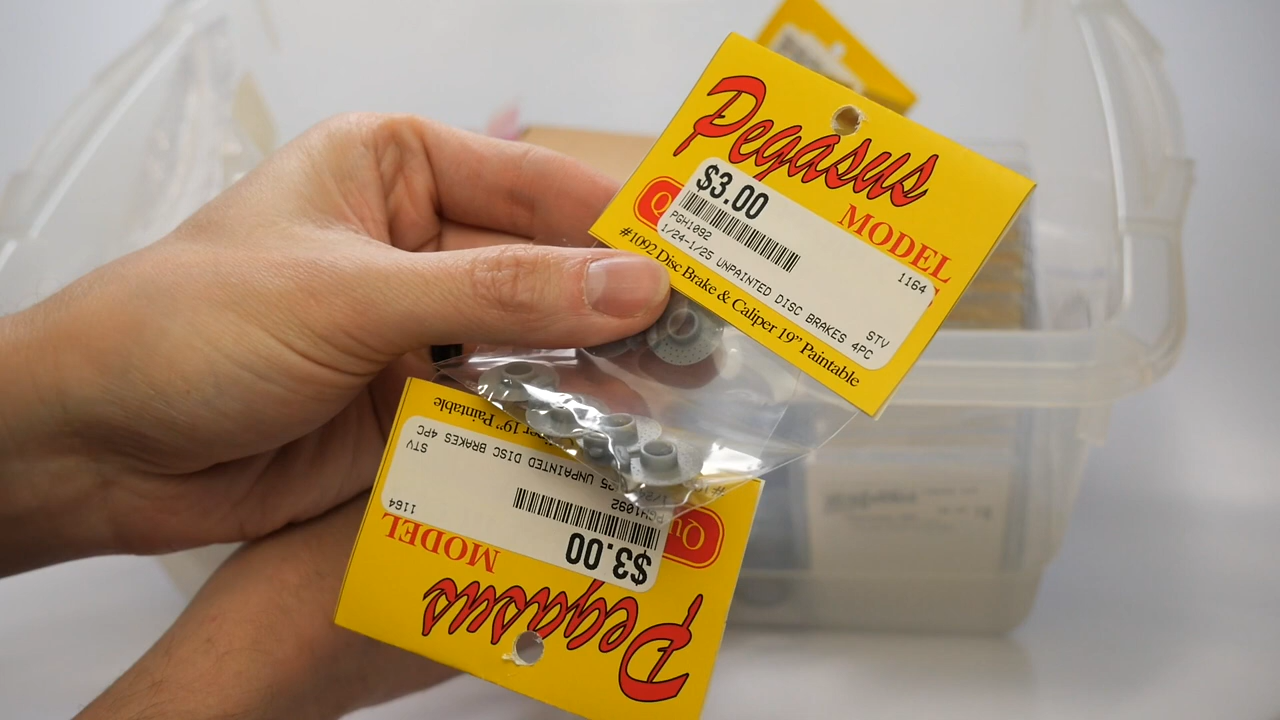 Pegasus
MODEL
$3.00
PGH1092
1/24-1/25 UNPAINTED DISC BRAKES 4PC
1164
STV
#1092 Disc Brake & Caliper 19" Paintable
Pegasus
MODEL
$3.00
PGH1092
UNPAINTED DISC BRAKES 4PC
1164
STV
19" Paintable